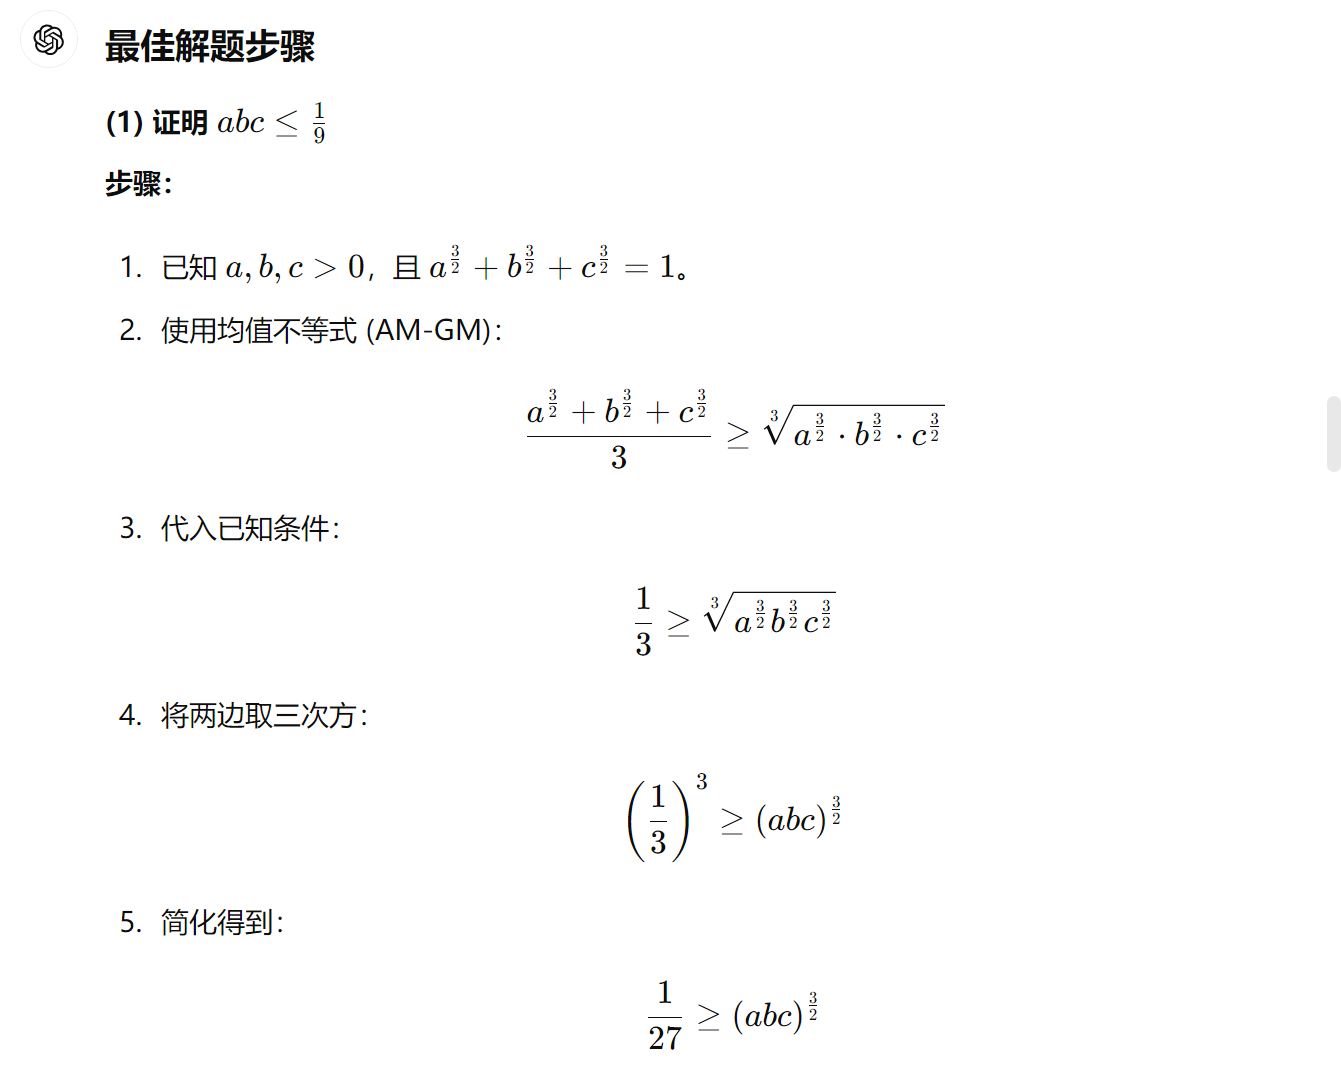 最佳解题步骤
(1) 证明 $abc \leq \frac{1}{9}$
步骤：
1. 已知 $a, b, c > 0$，且 $a^{\frac{3}{2}} + b^{\frac{3}{2}} + c^{\frac{3}{2}} = 1$。
2. 使用均值不等式 (AM-GM)：
$\frac{a^{\frac{3}{2}} + b^{\frac{3}{2}} + c^{\frac{3}{2}}}{3} \geq \sqrt[3]{a^{\frac{3}{2}} \cdot b^{\frac{3}{2}} \cdot c^{\frac{3}{2}}}$
3. 代入已知条件：
$\frac{1}{3} \geq \sqrt[3]{a^{\frac{3}{2}} b^{\frac{3}{2}} c^{\frac{3}{2}}}$
4. 将两边取三次方：
$\left(\frac{1}{3}\right)^3 \geq (abc)^{\frac{3}{2}}$
5. 简化得到：
$\frac{1}{27} \geq (abc)^{\frac{3}{2}}$